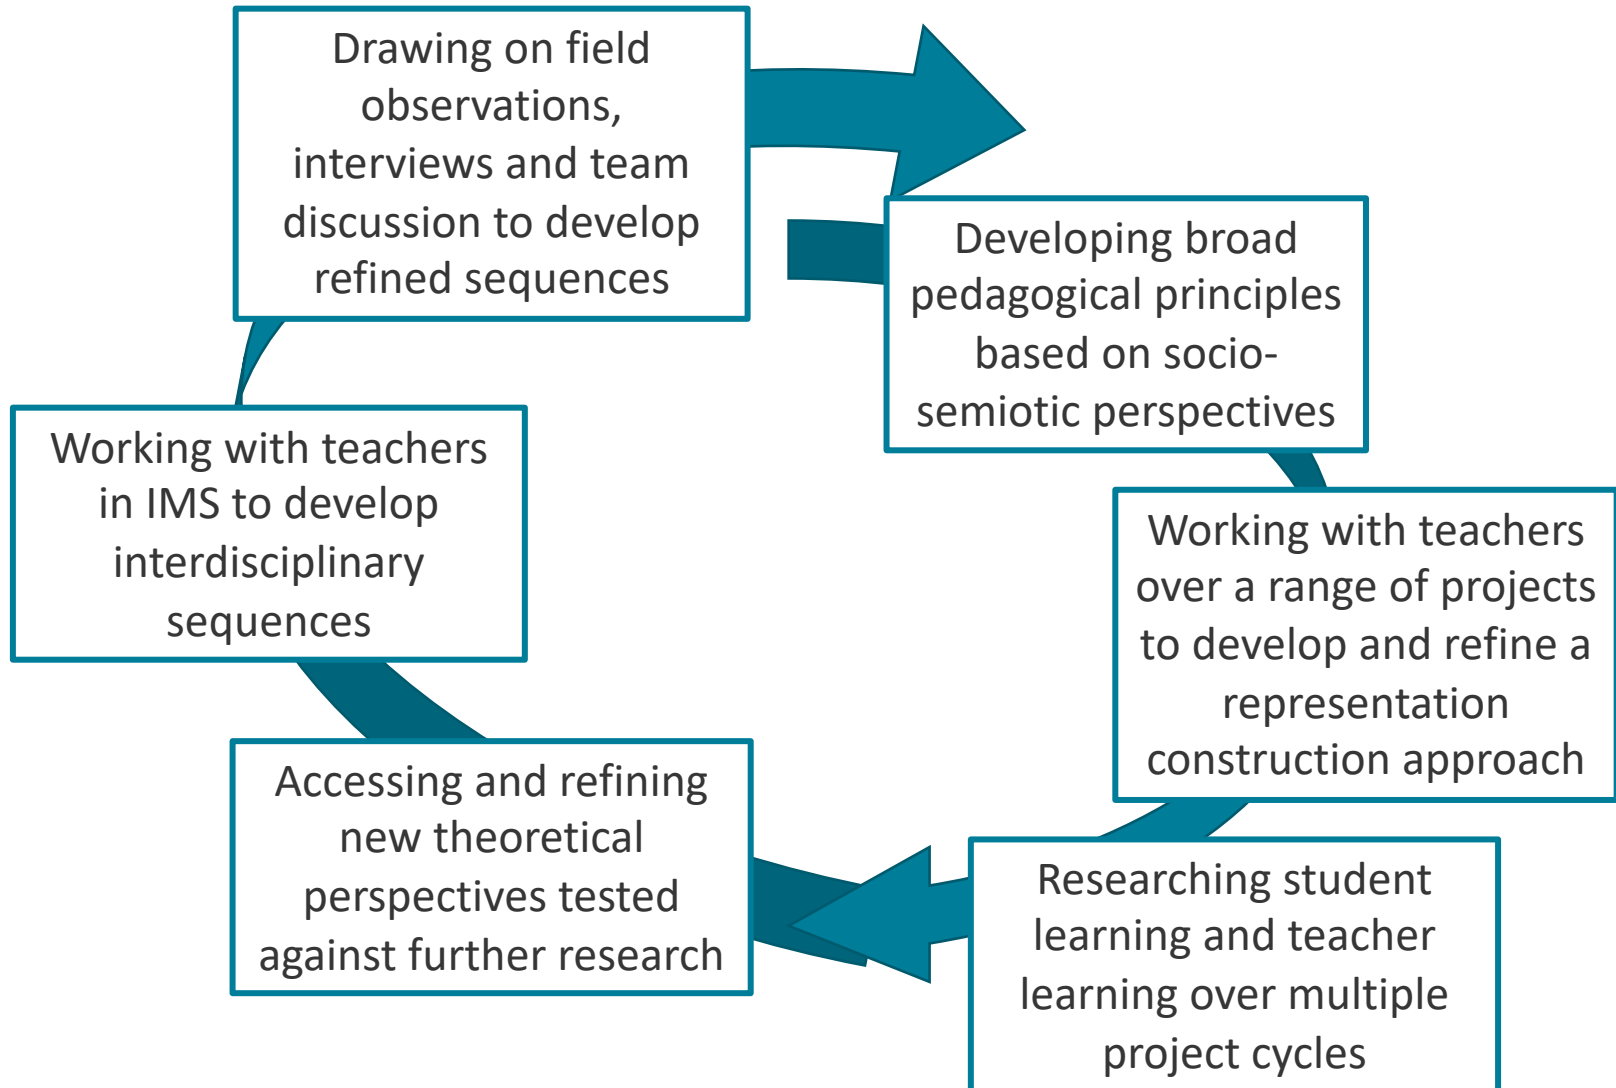 Drawing on field
observations,
interviews and team
discussion to develop
refined sequences
Developing broad
pedagogical principles
based on socio-
semiotic perspectives
Working with teachers
over a range of projects
to develop and refine a
representation
construction approach
Researching student
learning and teacher
learning over multiple
project cycles
Accessing and refining
new theoretical
perspectives tested
against further research
Working with teachers
in IMS to develop
interdisciplinary
sequences